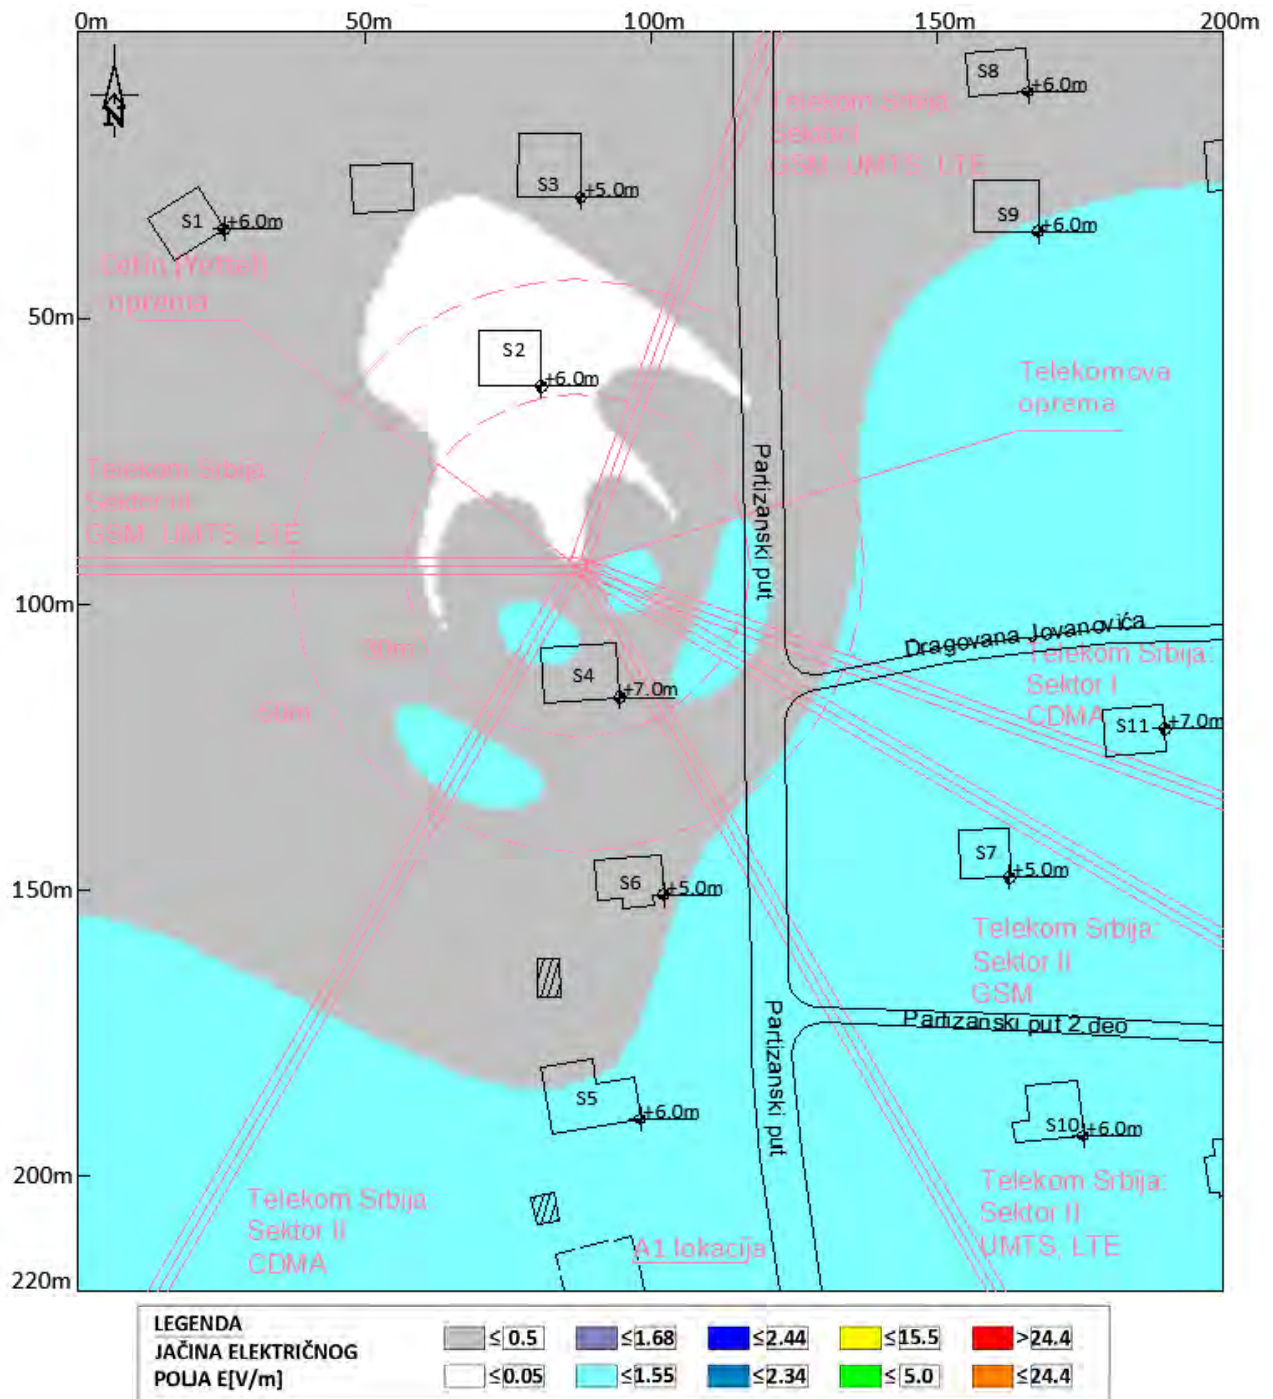 0m 50m 100m 150m 200m
N
50m
100m
150m
200m
220m
Telekom Srbija:
Sektor I
GSM, UMTS, LTE
S8
+6.0m
S3
+5.0m
S1
+6.0m
S9
+6.0m
Cetin (Yettel)
oprema
S2
+6.0m
Telekomova
oprema
Telekom Srbija:
Sektor III
GSM, UMTS, LTE
Partizanski put
Dragovana Jovanovića
30m
50m
S4
+7.0m
Telekom Srbija:
Sektor I
CDMA
S11
+7.0m
S7
+5.0m
S6
+5.0m
Telekom Srbija:
Sektor II
GSM
Partizanski put
Partizanski put 2 deo
S5
+6.0m
S10
+6.0m
Telekom Srbija
Sektor II
CDMA
A1 lokacija
Telekom Srbija:
Sektor II
UMTS, LTE
LEGENDA
JAČINA ELEKTRIČNOG
POLJA E[V/m]
≤0.5 ≤1.68 ≤2.44 ≤15.5 >24.4
≤0.05 ≤1.55 ≤2.34 ≤5.0 ≤24.4